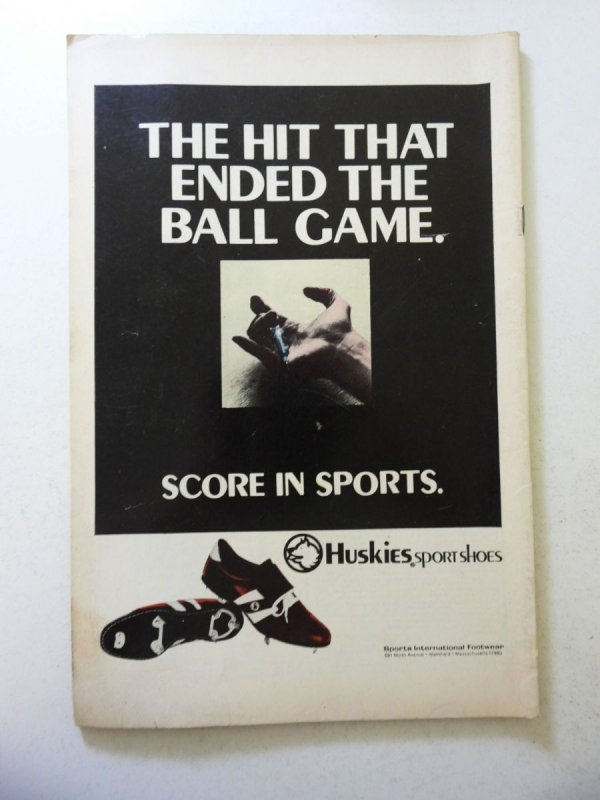 THE HIT THAT
ENDED THE
BALL GAME.
SCORE IN SPORTS.
HUSKIES® SPORT SHOES
Sports International Footwear